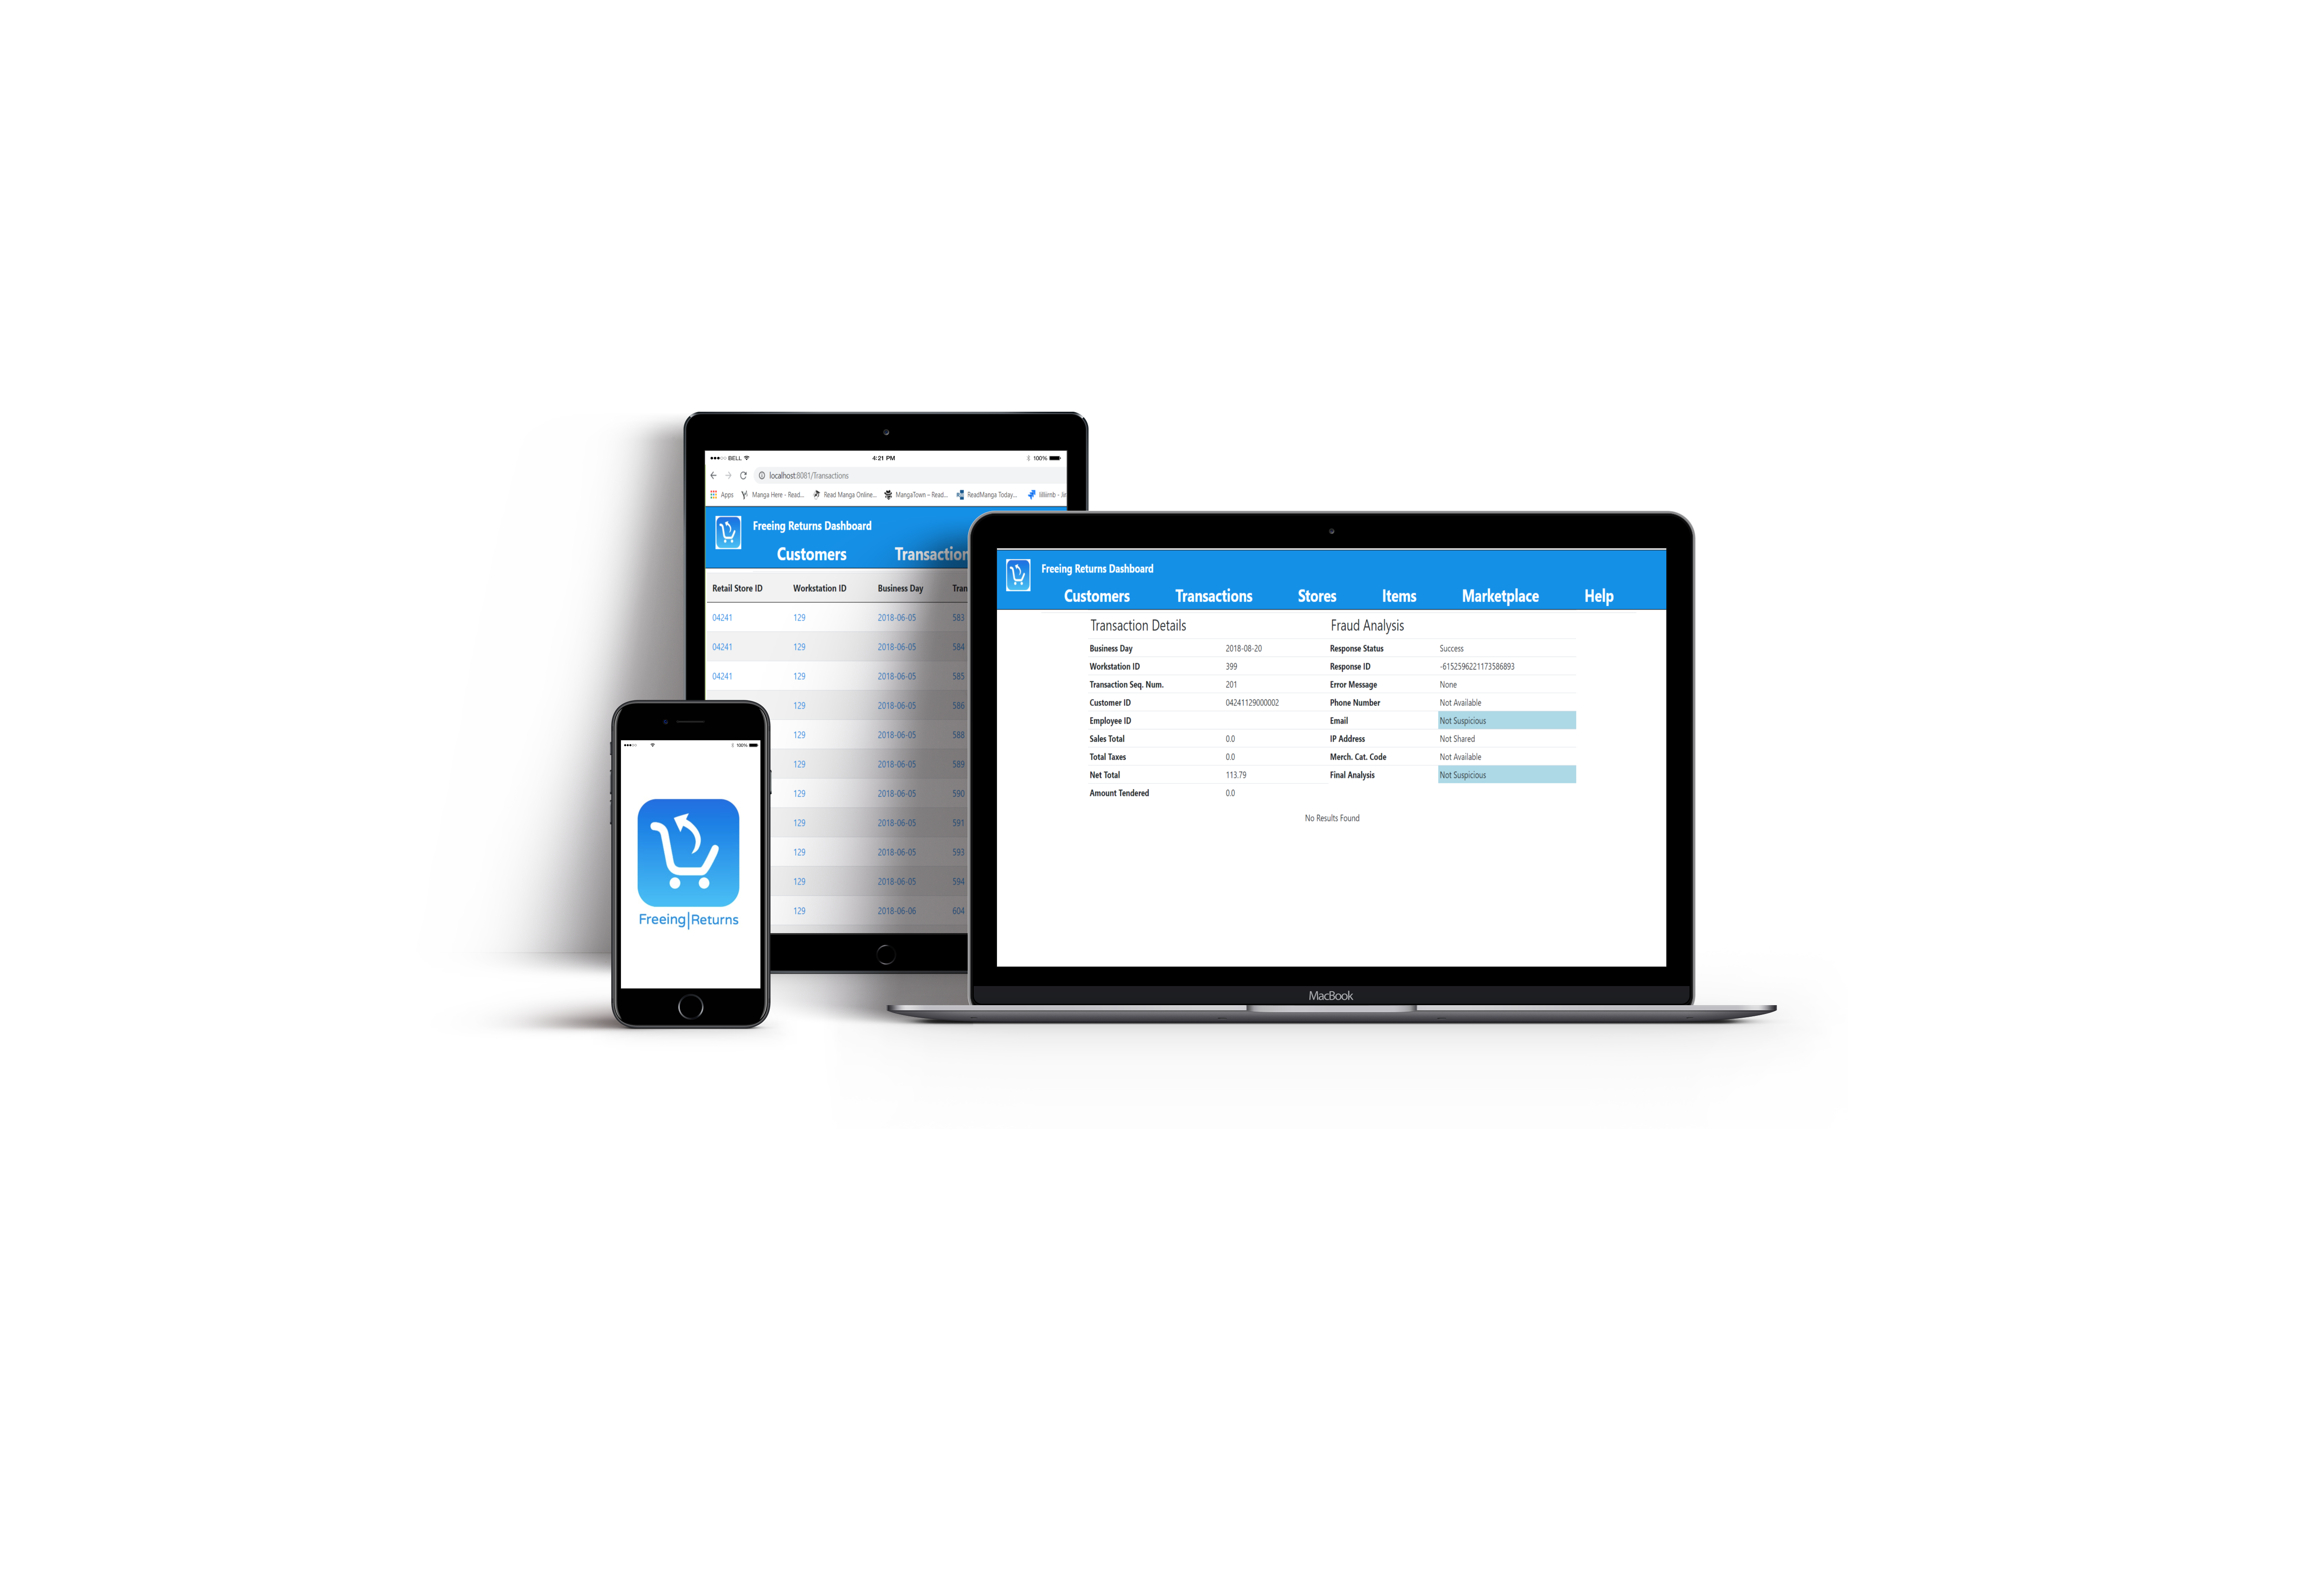 BELL 4:21 PM 100%
localhost:8081/Transactions
Apps Manga Here - Read... Read Manga Online... MangaTown – Read... ReadManga Today...
Freeing Returns Dashboard
Customers Transaction
Retail Store ID Workstation ID Business Day Tran
04241 129 2018-06-05 583
04241 129 2018-06-05 584
04241 129 2018-06-05 585
129 2018-06-05 586
129 2018-06-05 588
129 2018-06-05 589
129 2018-06-05 590
129 2018-06-05 591
129 2018-06-05 593
129 2018-06-05 594
129 2018-06-06 604
100%
Freeing|Returns
Freeing Returns Dashboard
Customers Transactions Stores Items Marketplace Help
Transaction Details Fraud Analysis
Business Day 2018-08-20 Response Status Success
Workstation ID 399 Response ID -6152596221173586893
Transaction Seq. Num. 201 Error Message None
Customer ID 04241129000002 Phone Number Not Available
Employee ID Email Not Suspicious
Sales Total 0.0 IP Address Not Shared
Total Taxes 0.0 Merch. Cat. Code Not Available
Net Total 113.79 Final Analysis Not Suspicious
Amount Tendered 0.0
No Results Found
MacBook